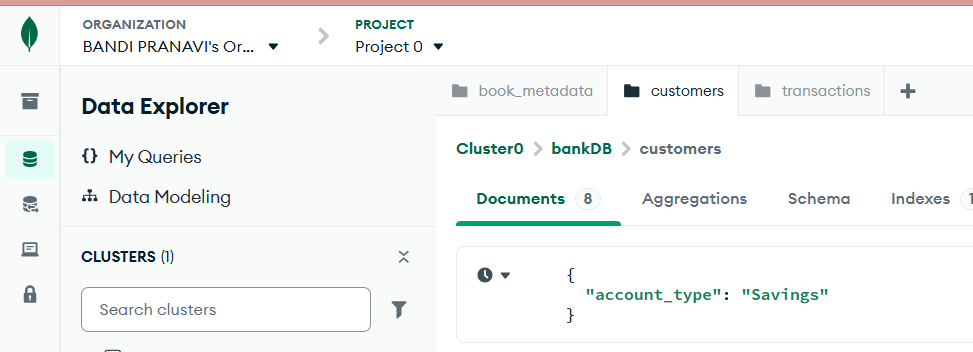 ORGANIZATION
BANDI PRANAVI's Or...
PROJECT
Project 0
Data Explorer
My Queries
Data Modeling
CLUSTERS (1)
Search clusters
book_metadata
customers
transactions
Cluster0 > bankDB > customers
Documents 8 Aggregations Schema Indexes 1
{
"account_type": "Savings"
}